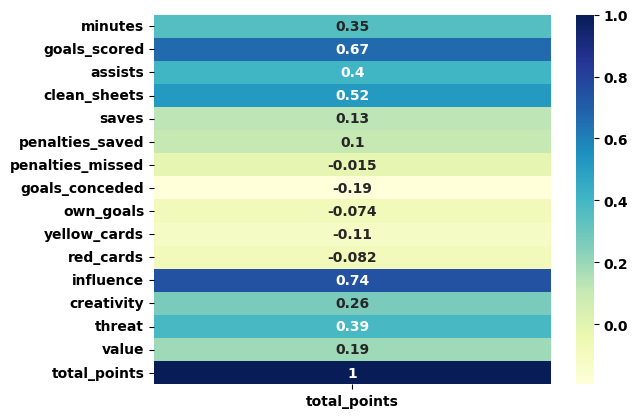 minutes 0.35
goals_scored 0.67
assists 0.4
clean_sheets 0.52
saves 0.13
penalties_saved 0.1
penalties_missed -0.015
goals_conceded -0.19
own_goals -0.074
yellow_cards -0.11
red_cards -0.082
influence 0.74
creativity 0.26
threat 0.39
value 0.19
total_points 1
total_points
1.0
0.8
0.6
0.4
0.2
0.0